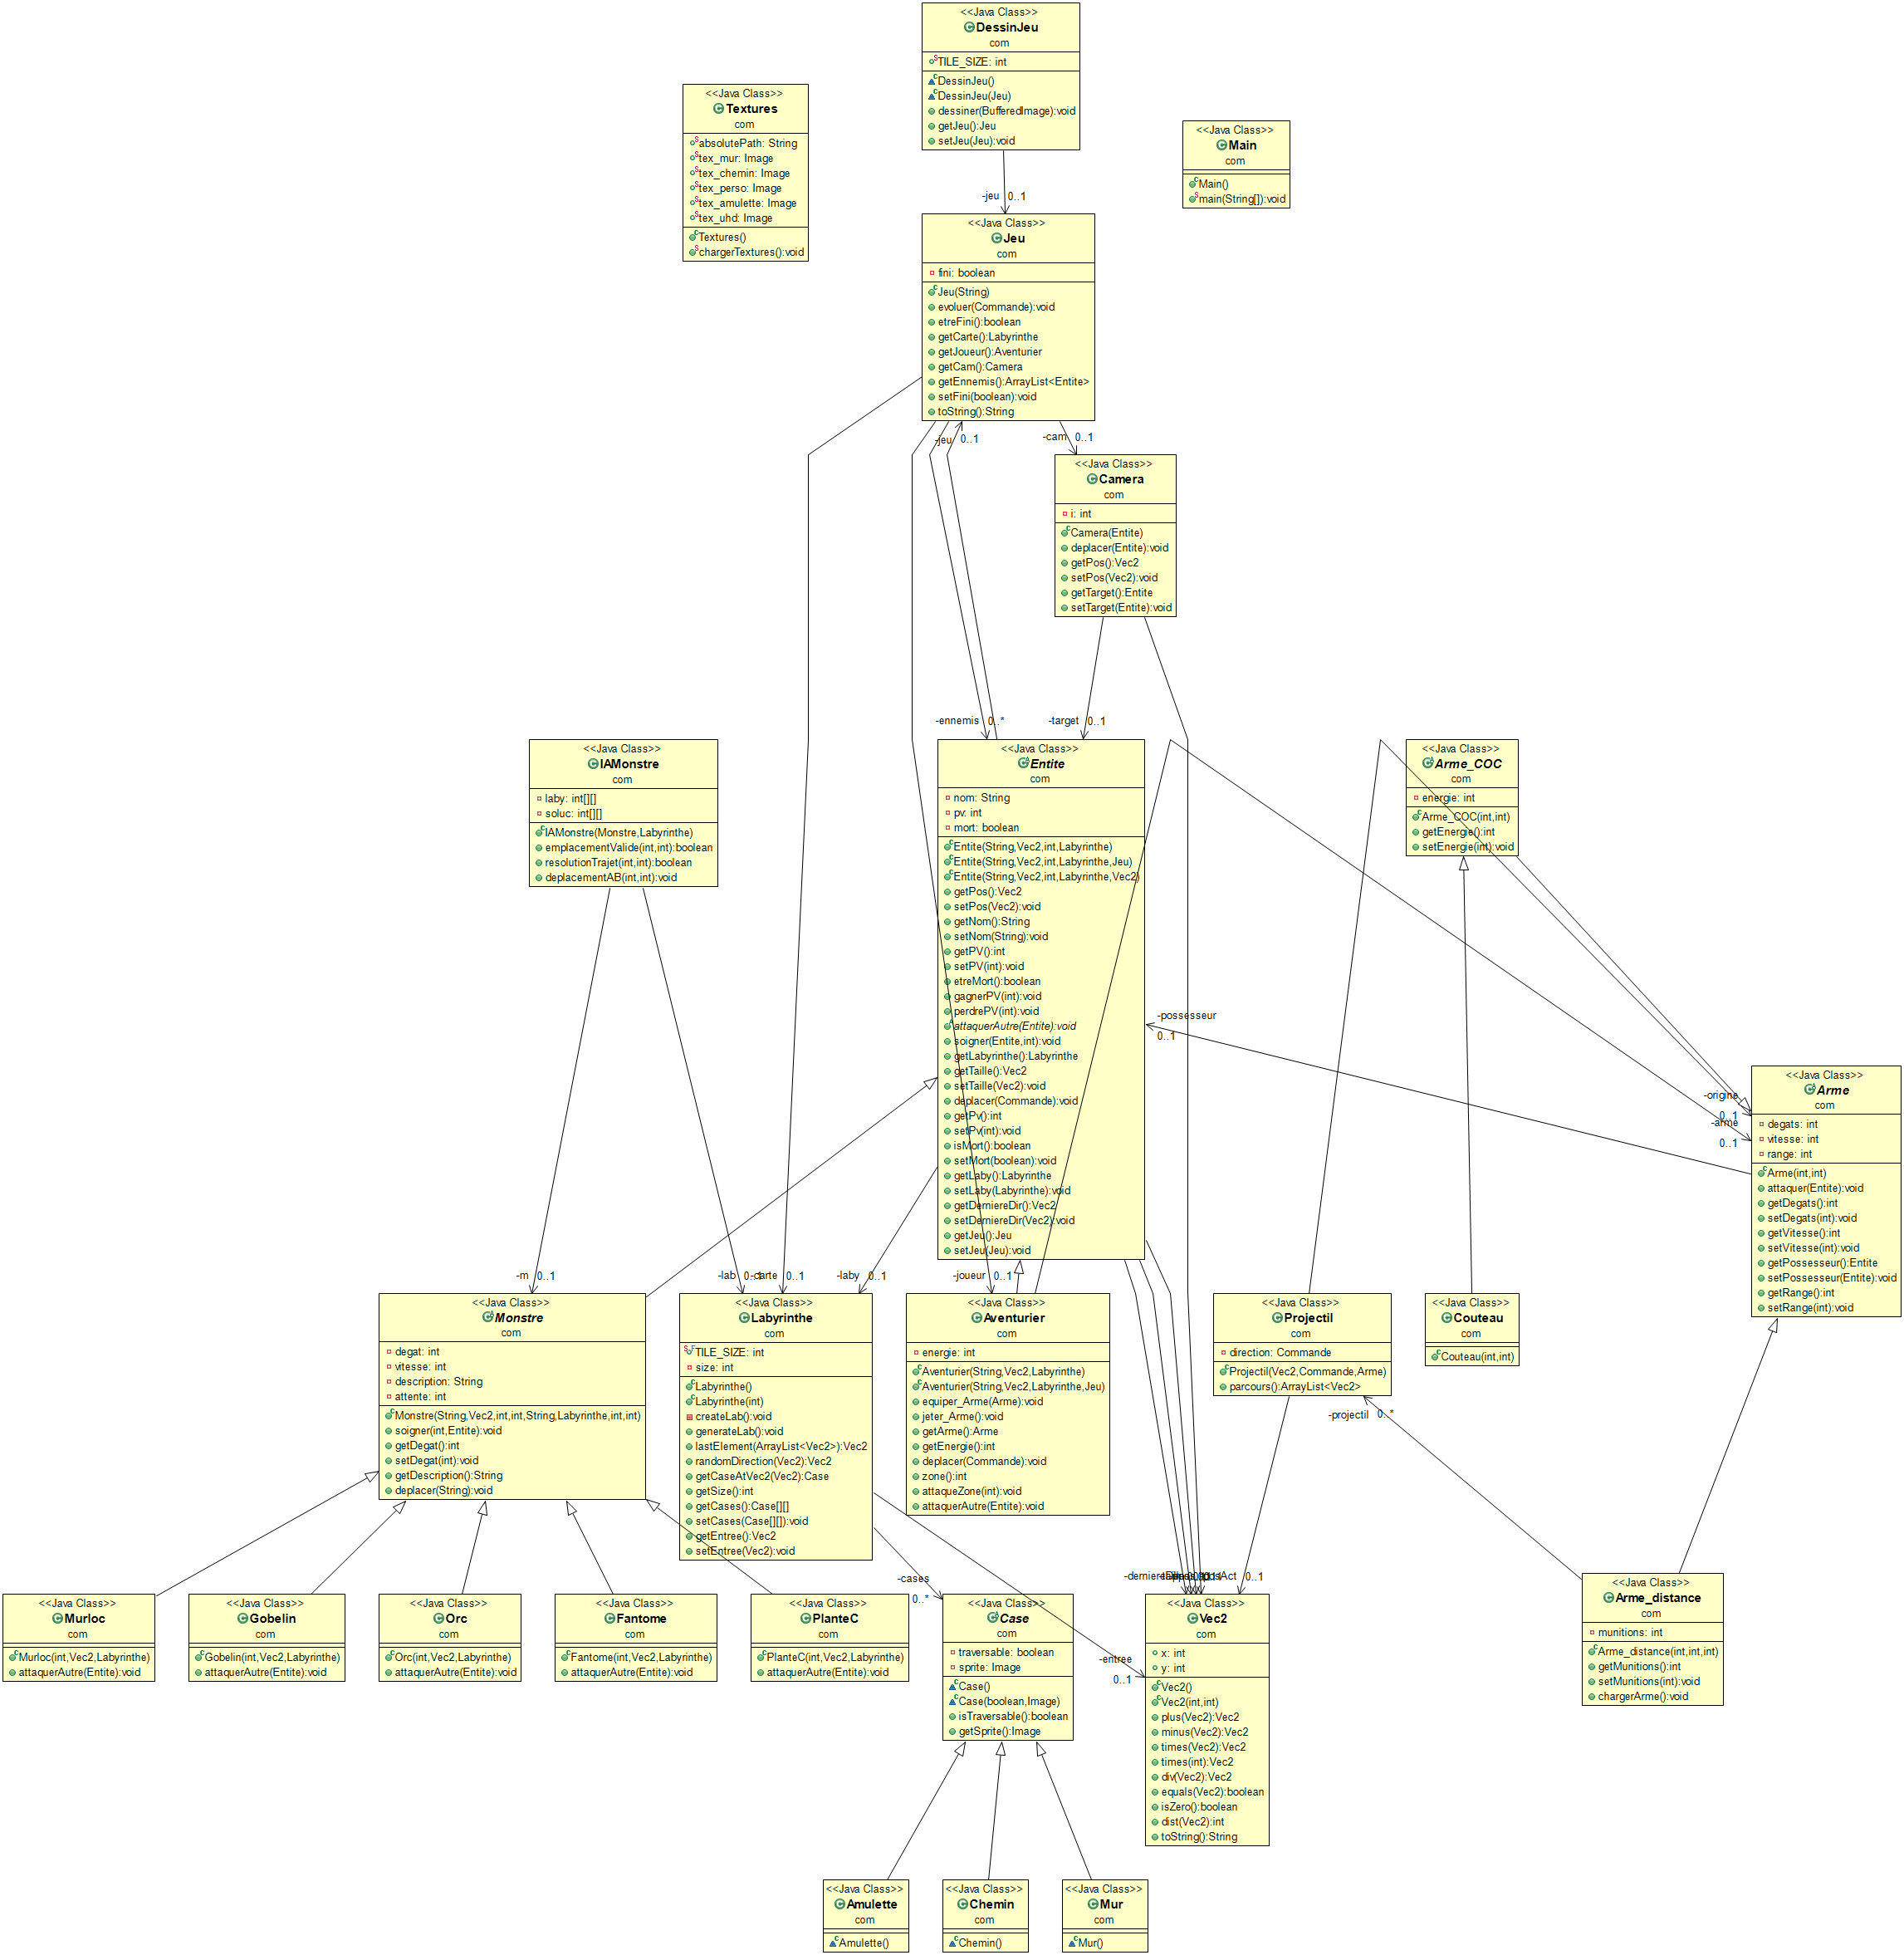 <<Java Class>>
DessinJeu
com
TILE_SIZE: int
DessinJeu()
DessinJeu(Jeu)
dessiner(BufferedImage):void
getJeu():Jeu
setJeu(Jeu):void
<<Java Class>>
Textures
com
absolutePath: String
tex_mur: Image
tex_chemin: Image
tex_perso: Image
tex_amulette: Image
tex_uhd: Image
Textures()
chargerTextures():void
<<Java Class>>
Main
com
Main()
main(String[]):void
-jeu 0..1
<<Java Class>>
Jeu
com
fini: boolean
Jeu(String)
evoluer(Commande):void
etreFini():boolean
getCarte():Labyrinthe
getJoueur():Aventurier
getCam():Camera
getEnnemis():ArrayList<Entite>
setFini(boolean):void
toString():String
-jeu 0..1
-cam 0..1
<<Java Class>>
Camera
com
i: int
Camera(Entite)
deplacer(Entite):void
getPos():Vec2
setPos(Vec2):void
getTarget():Entite
setTarget(Entite):void
-ennemis 0..*
-target 0..1
<<Java Class>>
IAMonstre
com
laby: int[][]
soluc: int[][]
IAMonstre(Monstre,Labyrinthe)
emplacementValide(int,int):boolean
resolutionTrajet(int,int):boolean
deplacementAB(int,int):void
<<Java Class>>
Entite
com
nom: String
pv: int
mort: boolean
Entite(String,Vec2,int,Labyrinthe)
Entite(String,Vec2,int,Labyrinthe,Jeu)
Entite(String,Vec2,int,Labyrinthe,Vec2)
getPos():Vec2
setPos(Vec2):void
getNom():String
setNom(String):void
getPV():int
setPV(int):void
etreMort():boolean
gagnerPV(int):void
perdrePV(int):void
attaquerAutre(Entite):void
soigner(Entite,int):void
getLabyrinthe():Labyrinthe
getTaille():Vec2
setTaille(Vec2):void
deplacer(Commande):void
getPv():int
setPv(int):void
isMort():boolean
setMort(boolean):void
getLaby():Labyrinthe
setLaby(Labyrinthe):void
getDerniereDir():Vec2
setDerniereDir(Vec2):void
getJeu():Jeu
setJeu(Jeu):void
<<Java Class>>
Arme_COC
com
energie: int
Arme_COC(int,int)
getEnergie():int
setEnergie(int):void
-possesseur
0..1
-origine
0..1
-arme
0..1
<<Java Class>>
Arme
com
degats: int
vitesse: int
range: int
Arme(int,int)
attaquer(Entite):void
getDegats():int
setDegats(int):void
getVitesse():int
setVitesse(int):void
getPossesseur():Entite
setPossesseur(Entite):void
getRange():int
setRange(int):void
-m 0..1
-lab
-carte 0..1
-laby 0..1
-joueur 0..1
<<Java Class>>
Monstre
com
degat: int
vitesse: int
description: String
attente: int
Monstre(String,Vec2,int,int,String,Labyrinthe,int,int)
soigner(int,Entite):void
getDegat():int
setDegat(int):void
getDescription():String
deplacer(String):void
<<Java Class>>
Labyrinthe
com
TILE_SIZE: int
size: int
Labyrinthe()
Labyrinthe(int)
createLab():void
generateLab():void
lastElement(ArrayList<Vec2>):Vec2
randomDirection(Vec2):Vec2
getCaseAtVec2(Vec2):Case
getSize():int
getCases():Case[][]
setCases(Case[][]):void
getEntree():Vec2
setEntree(Vec2):void
<<Java Class>>
Aventurier
com
energie: int
Aventurier(String,Vec2,Labyrinthe)
Aventurier(String,Vec2,Labyrinthe,Jeu)
equiper_Arme(Arme):void
jeter_Arme():void
getArme():Arme
getEnergie():int
deplacer(Commande):void
zone():int
attaqueZone(int):void
attaquerAutre(Entite):void
<<Java Class>>
Projectil
com
direction: Commande
Projectil(Vec2,Commande,Arme)
parcours():ArrayList<Vec2>
<<Java Class>>
Couteau
com
Couteau(int,int)
-projectil 0..*
-cases
0..*
-entree
0..1
0..1
<<Java Class>>
Murloc
com
Murloc(int,Vec2,Labyrinthe)
attaquerAutre(Entite):void
<<Java Class>>
Gobelin
com
Gobelin(int,Vec2,Labyrinthe)
attaquerAutre(Entite):void
<<Java Class>>
Orc
com
Orc(int,Vec2,Labyrinthe)
attaquerAutre(Entite):void
<<Java Class>>
Fantome
com
Fantome(int,Vec2,Labyrinthe)
attaquerAutre(Entite):void
<<Java Class>>
PlanteC
com
PlanteC(int,Vec2,Labyrinthe)
attaquerAutre(Entite):void
<<Java Class>>
Case
com
traversable: boolean
sprite: Image
Case()
Case(boolean,Image)
isTraversable():boolean
getSprite():Image
<<Java Class>>
Vec2
com
x: int
y: int
Vec2()
Vec2(int,int)
plus(Vec2):Vec2
minus(Vec2):Vec2
times(Vec2):Vec2
times(int):Vec2
div(Vec2):Vec2
equals(Vec2):boolean
isZero():boolean
dist(Vec2):int
toString():String
<<Java Class>>
Arme_distance
com
munitions: int
Arme_distance(int,int,int)
getMunitions():int
setMunitions(int):void
chargerArme():void
<<Java Class>>
Amulette
com
Amulette()
<<Java Class>>
Chemin
com
Chemin()
<<Java Class>>
Mur
com
Mur()